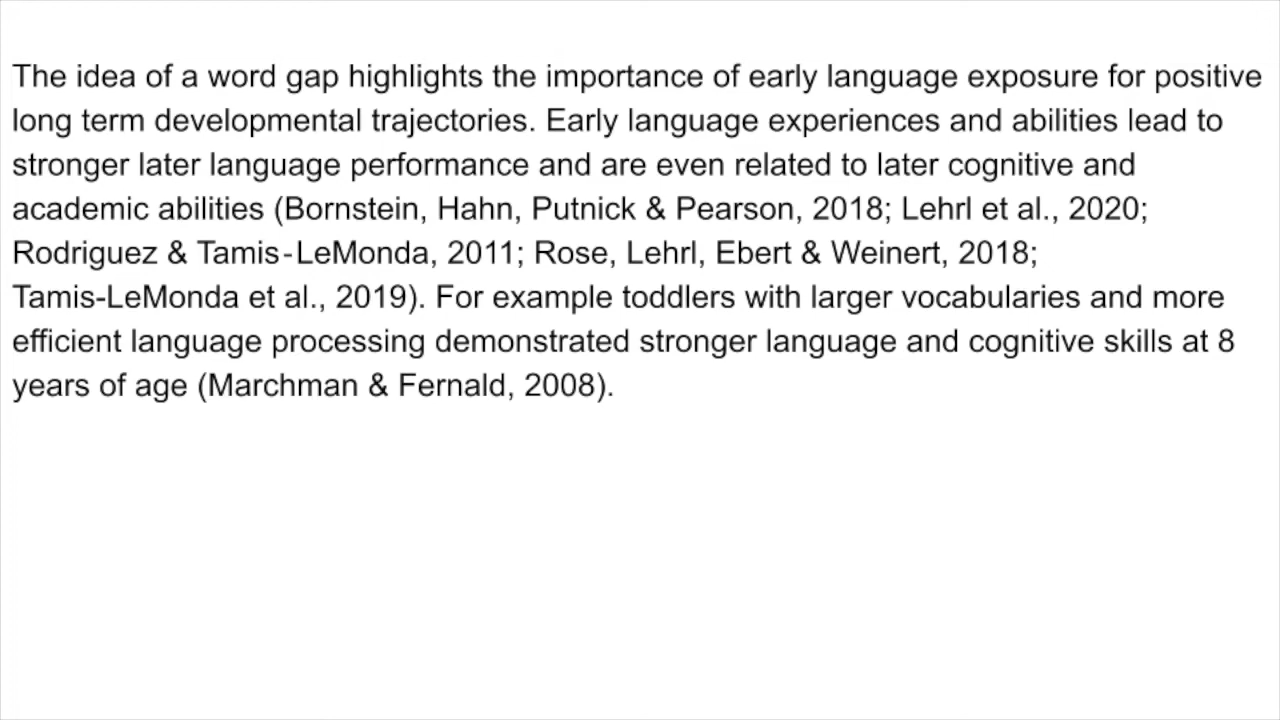 The idea of a word gap highlights the importance of early language exposure for positive
long term developmental trajectories. Early language experiences and abilities lead to
stronger later language performance and are even related to later cognitive and
academic abilities (Bornstein, Hahn, Putnick & Pearson, 2018; Lehrl et al., 2020;
Rodriguez & Tamis-LeMonda, 2011; Rose, Lehrl, Ebert & Weinert, 2018;
Tamis-LeMonda et al., 2019). For example toddlers with larger vocabularies and more
efficient language processing demonstrated stronger language and cognitive skills at 8
years of age (Marchman & Fernald, 2008).